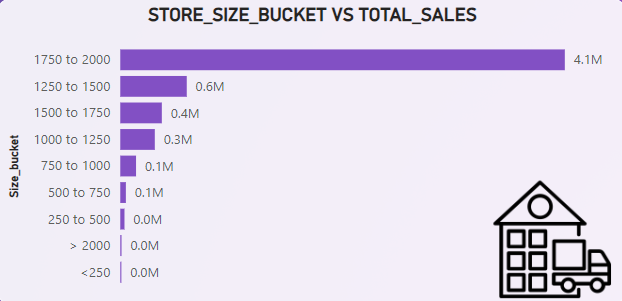 STORE_SIZE_BUCKET VS TOTAL_SALES
Size_bucket
1750 to 2000 4.1M
1250 to 1500 0.6M
1500 to 1750 0.4M
1000 to 1250 0.3M
750 to 1000 0.1M
500 to 750 0.1M
250 to 500 0.0M
> 2000 0.0M
<250 0.0M